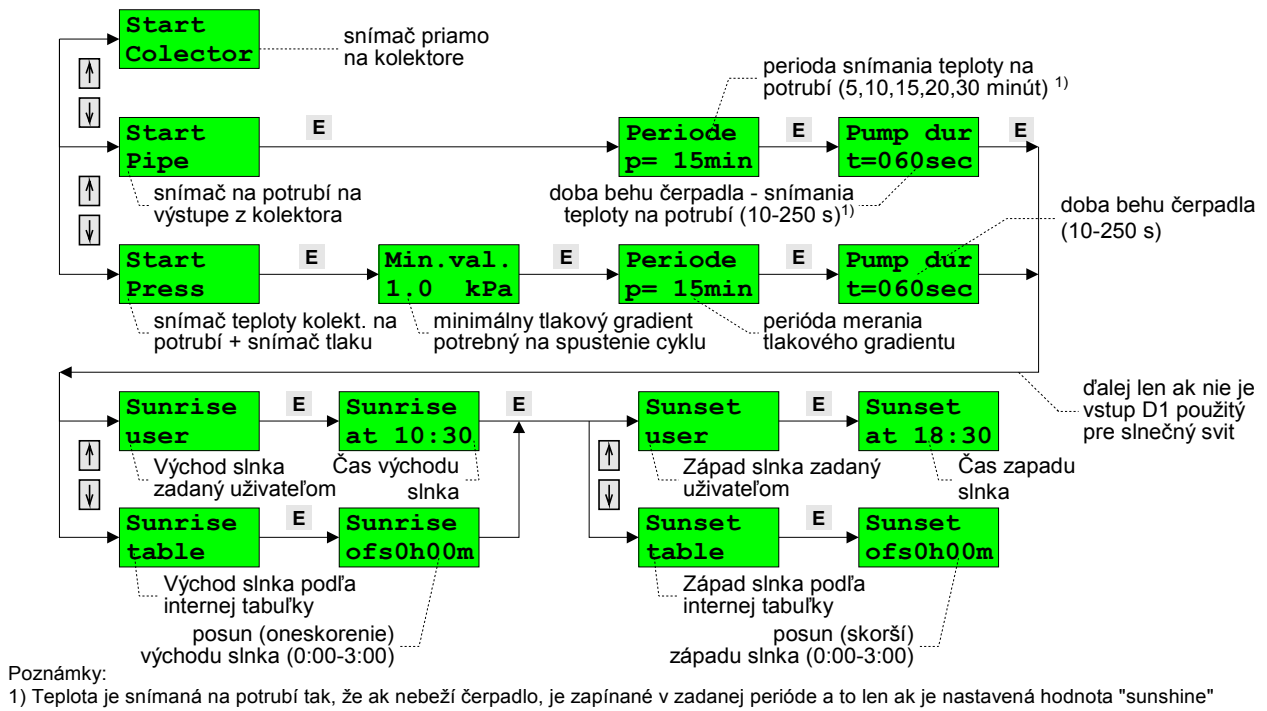 Start
Colector
snímač priamo
na kolektore
perioda snímania teploty na
potrubí (5,10,15,20,30 minút) 1)
Start
Pipe
E
Periode
p= 15min
E
Pump dur
t=060sec
E
snímač na potrubí na
výstupe z kolektora
doba behu čerpadla - snímania
teploty na potrubí (10-250 s)1)
doba behu čerpadla
(10-250 s)
Start
Press
E
Min.val.
1.0 kPa
E
Periode
p= 15min
E
Pump dur
t=060sec
snímač teploty kolekt. na
potrubí + snímač tlaku
minimálny tlakový gradient
potrebný na spustenie cyklu
perióda merania
tlakového gradientu
ďalej len ak nie je
vstup D1 použitý
pre slnečný svit
Sunrise
user
E
Sunrise
at 10:30
E
Sunset
user
E
Sunset
at 18:30
Východ slnka
zadaný uživateľom
Čas východu
slnka
Západ slnka zadaný
uživateľom
Čas zapadu
slnka
Sunrise
table
E
Sunrise
ofs0h00m
Sunset
table
E
Sunset
ofs0h00m
Východ slnka podľa
internej tabuľky
Západ slnka podľa
internej tabuľky
posun (oneskorenie)
východu slnka (0:00-3:00)
posun (skorší)
západu slnka (0:00-3:00)
Poznámky:
1) Teplota je snímaná na potrubí tak, že ak nebeží čerpadlo, je zapínané v zadanej perióde a to len ak je nastavená hodnota "sunshine"